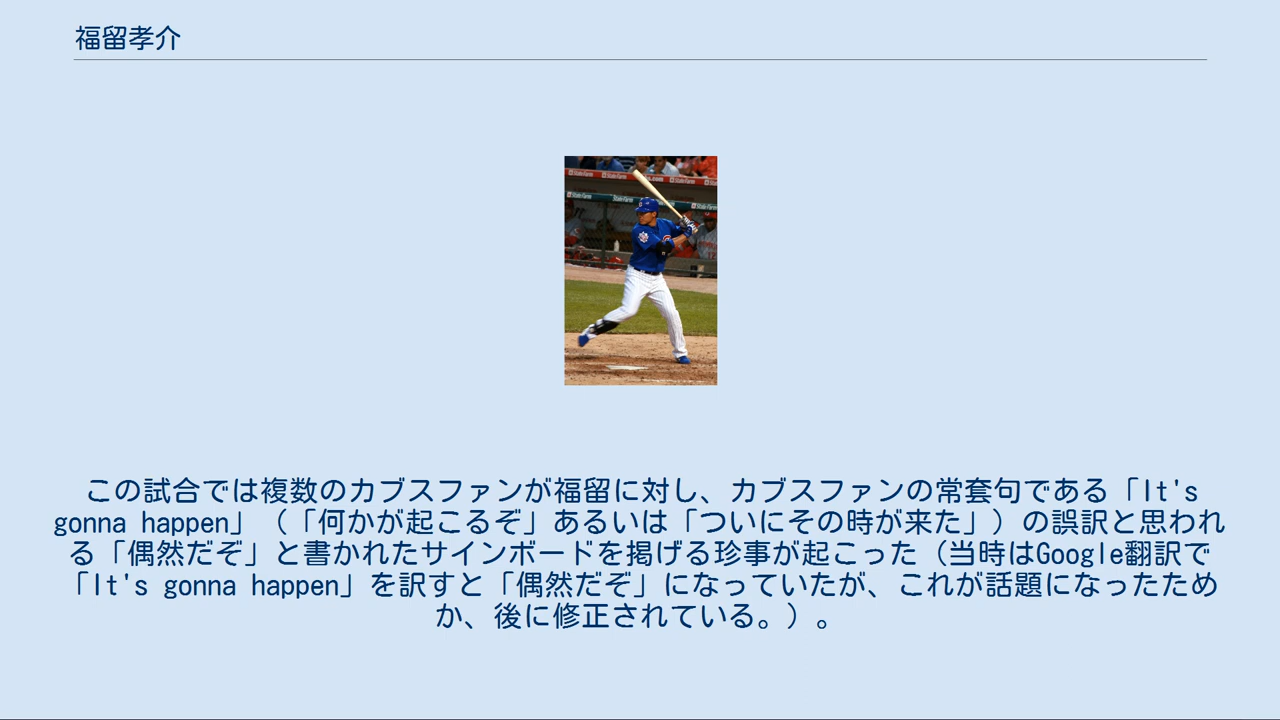 福留孝介
StateFarm
StateFarm
StateFarm
StateFarm
この試合では複数のカブスファンが福留に対し、カブスファンの常套句である「It's
gonna happen」（「何かが起こるぞ」あるいは「ついにその時が来た」）の誤訳と思われ
る「偶然だぞ」と書かれたサインボードを掲げる珍事が起こった（当時はGoogle翻訳で
「It's gonna happen」を訳すと「偶然だぞ」になっていたが、これが話題になったため
か、後に修正されている。）。